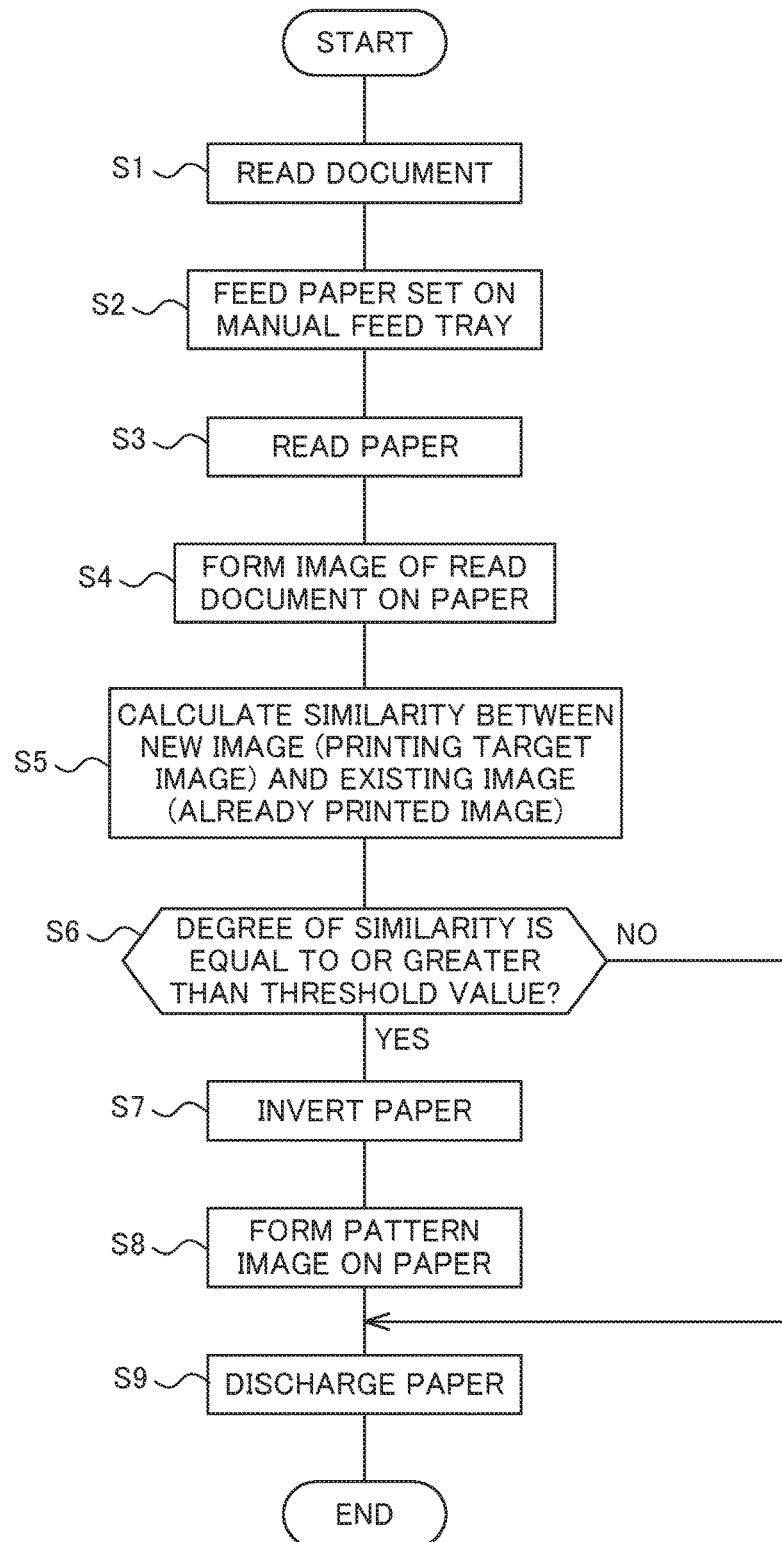 START
S1
READ DOCUMENT
S2
FEED PAPER SET ON
MANUAL FEED TRAY
S3
READ PAPER
S4
FORM IMAGE OF READ
DOCUMENT ON PAPER
S5
CALCULATE SIMILARITY BETWEEN
NEW IMAGE (PRINTING TARGET
IMAGE) AND EXISTING IMAGE
(ALREADY PRINTED IMAGE)
S6
DEGREE OF SIMILARITY IS
EQUAL TO OR GREATER
THAN THRESHOLD VALUE?
NO
YES
S7
INVERT PAPER
S8
FORM PATTERN
IMAGE ON PAPER
S9
DISCHARGE PAPER
END